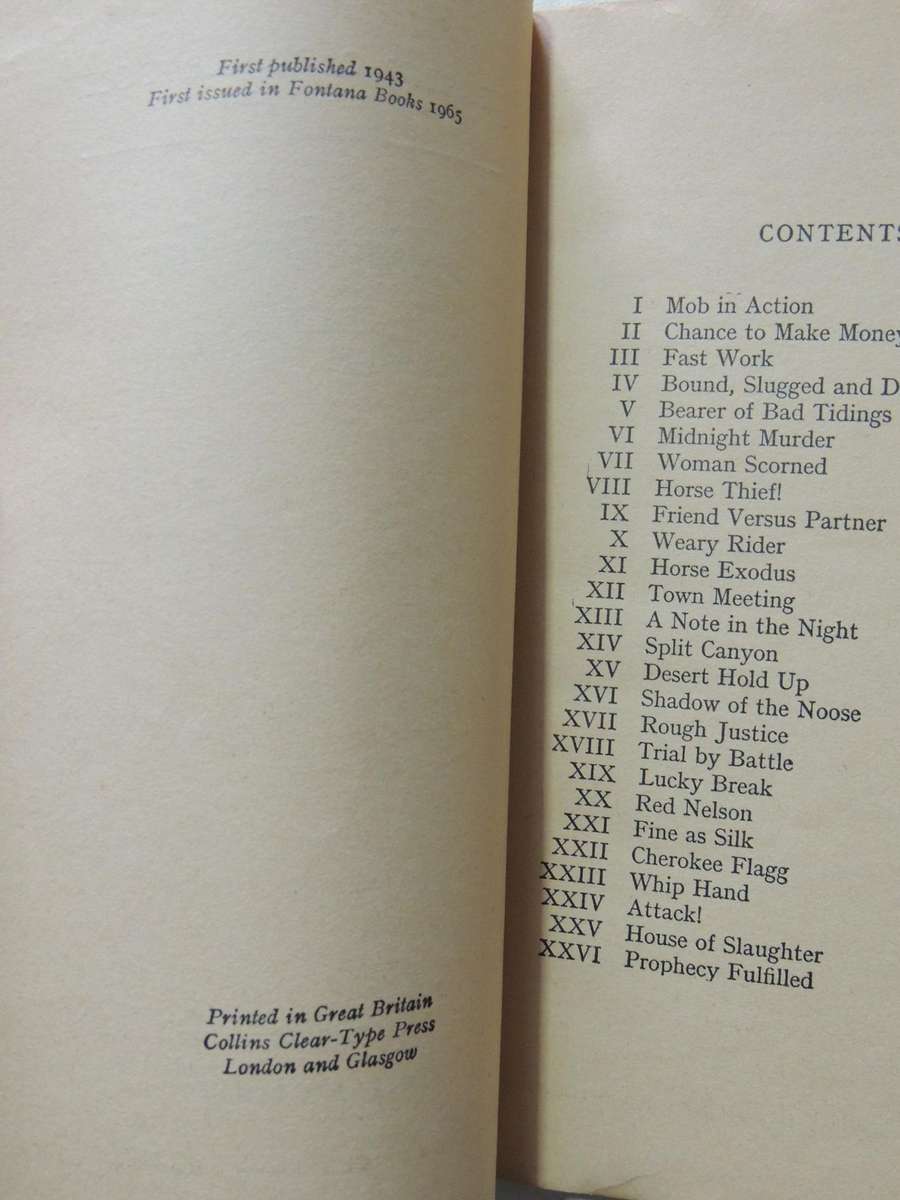 First published 1943
First issued in Fontana Books 1965
Printed in Great Britain
Collins Clear-Type Press
London and Glasgow
CONTENTS
I Mob in Action
II Chance to Make Money
III Fast Work
IV Bound, Slugged and
V Bearer of Bad Tidings
VI Midnight Murder
VII Woman Scorned
VIII Horse Thief!
IX Friend Versus Partner
X Weary Rider
XI Horse Exodus
XII Town Meeting
XIII A Note in the Night
XIV Split Canyon
XV Desert Hold Up
XVI Shadow of the Noose
XVII Rough Justice
XVIII Trial by Battle
XIX Lucky Break
XX Red Nelson
XXI Fine as Silk
XXII Cherokee Flagg
XXIII Whip Hand
XXIV Attack!
XXV House of Slaughter
XXVI Prophecy Fulfilled